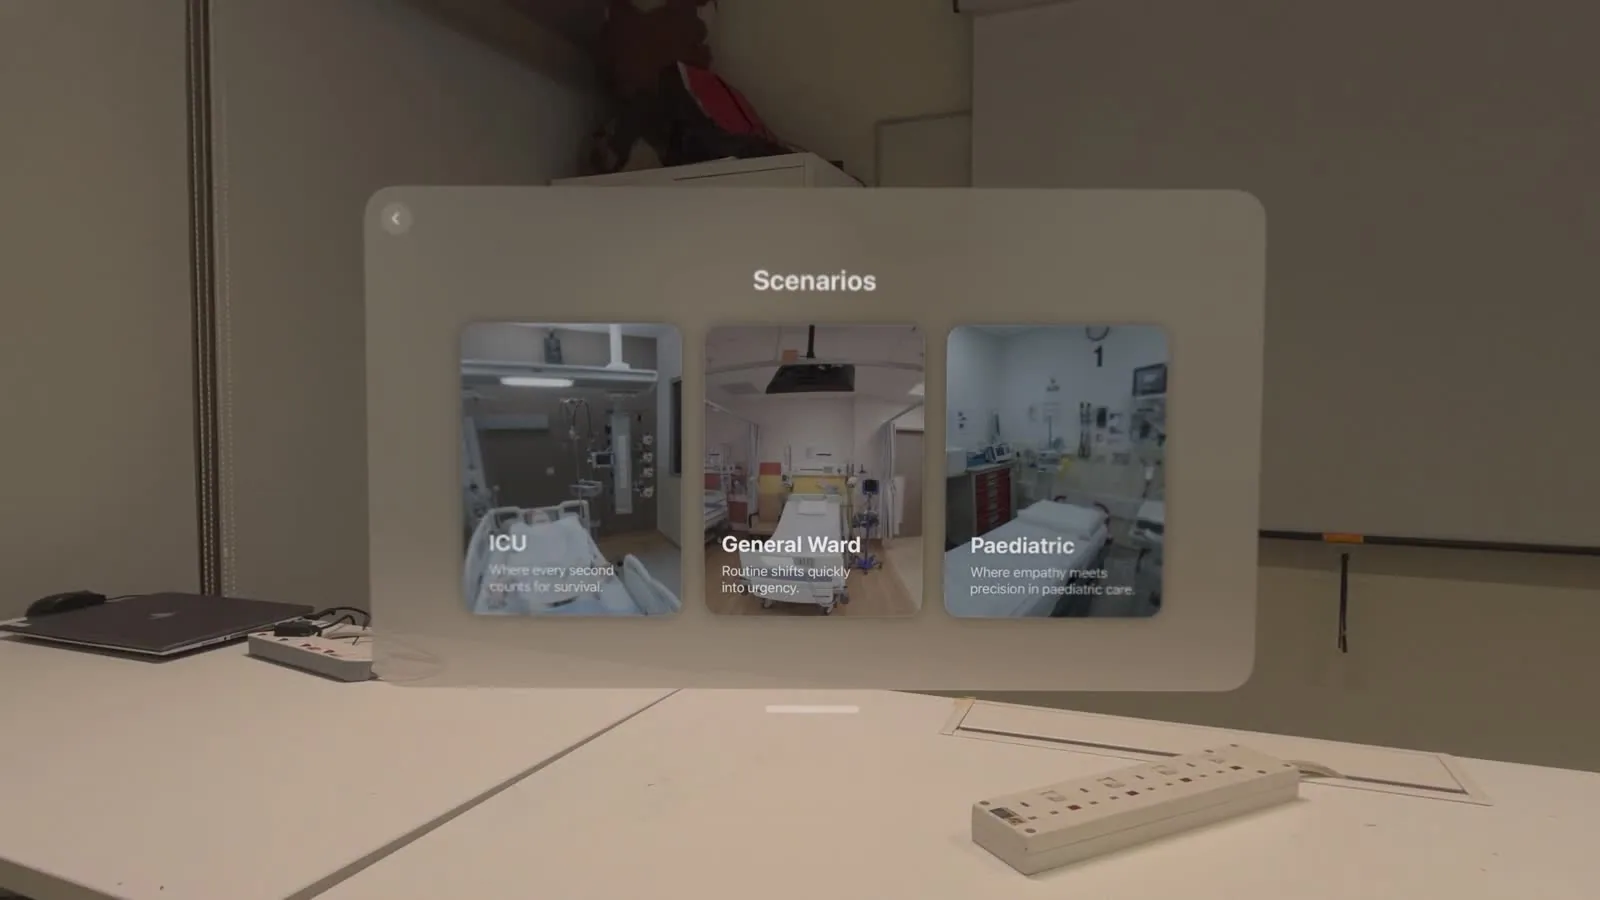 Scenarios
1
ICU
Where every second
counts for survival.
General Ward
Routine shifts quickly
into urgency.
Paediatric
Where empathy meets
precision in paediatric care.